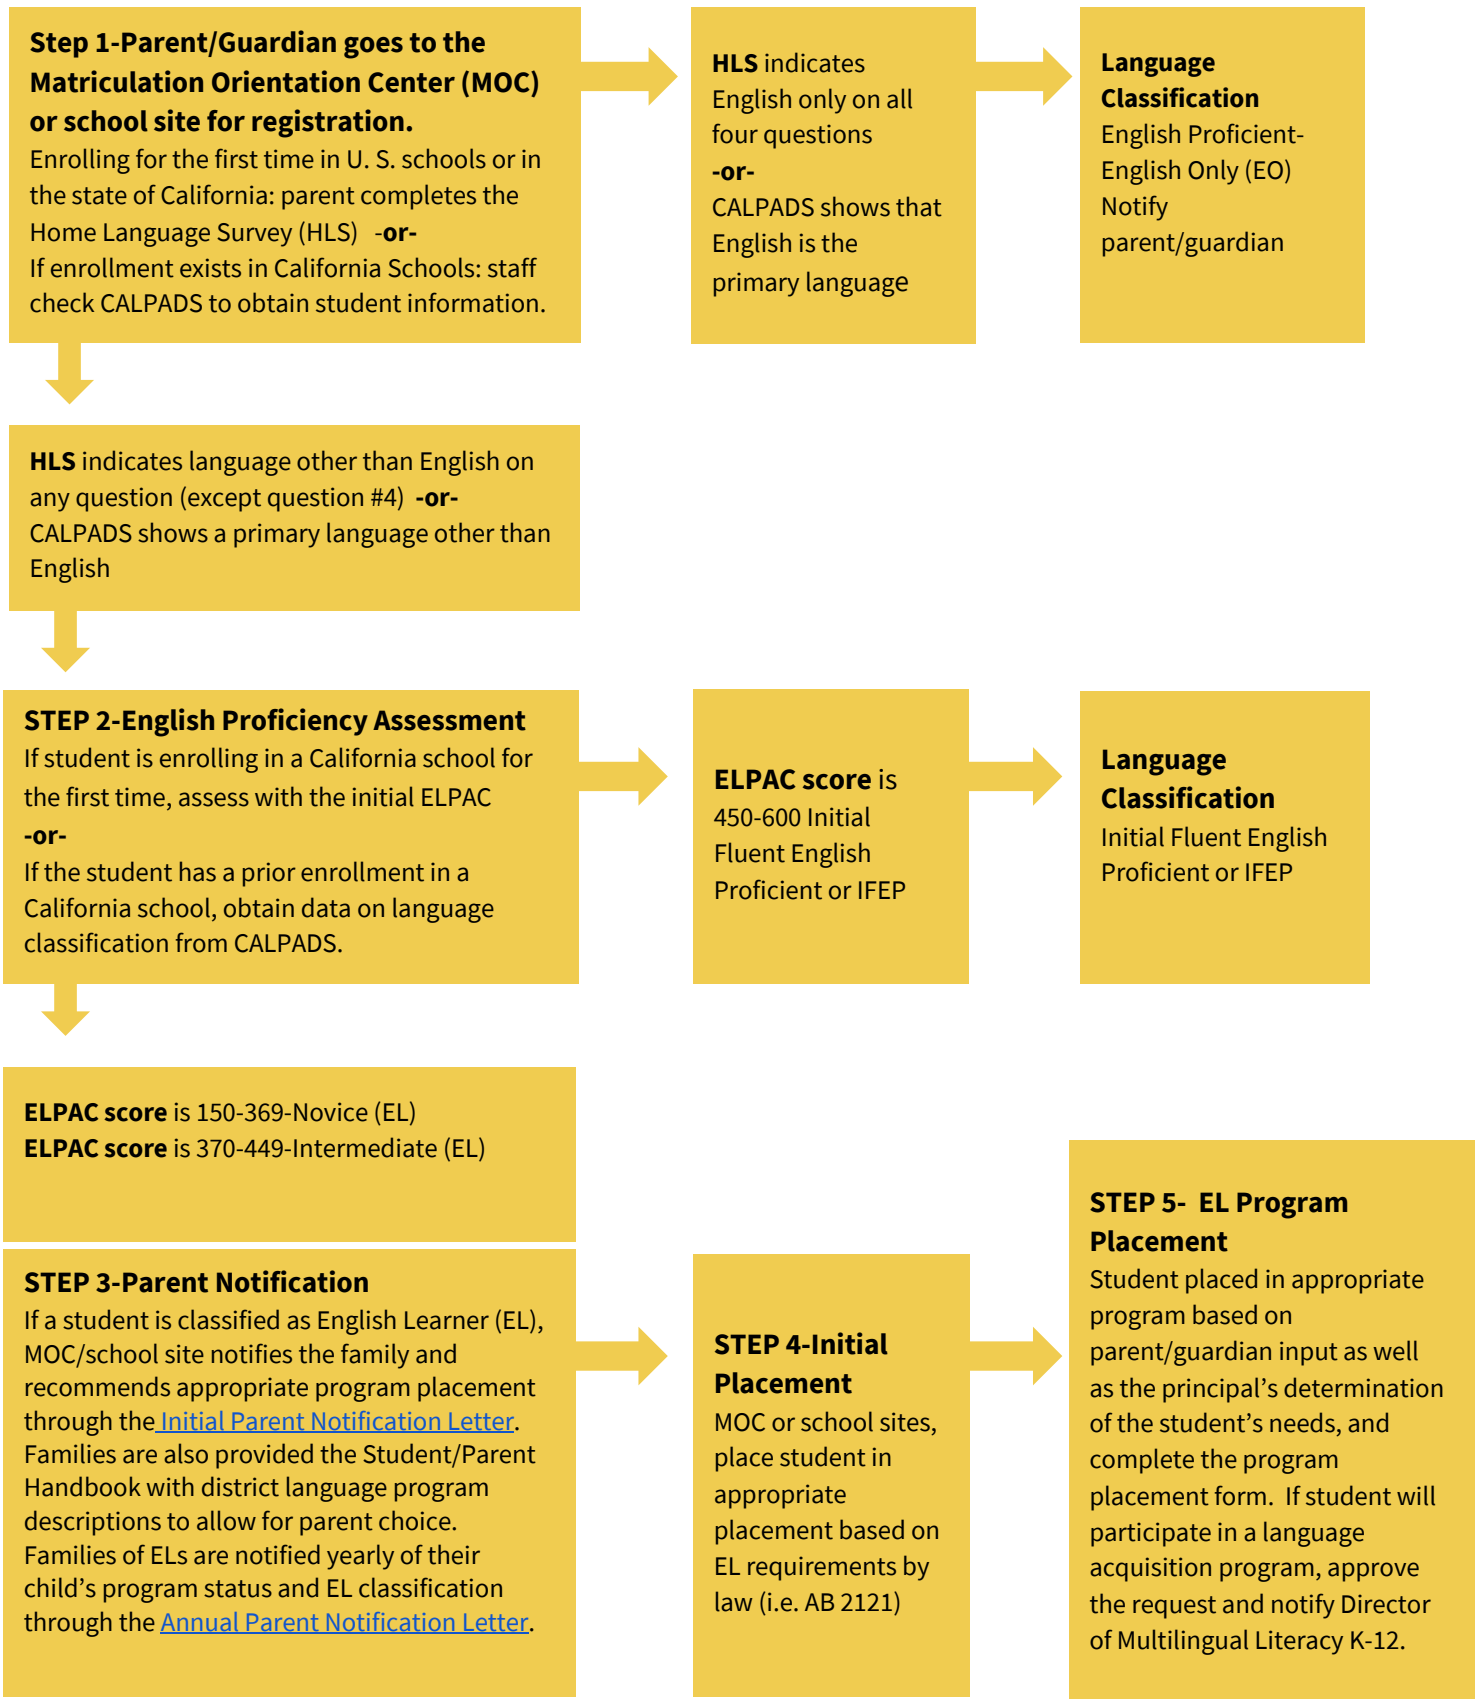 Step 1-Parent/Guardian goes to the
Matriculation Orientation Center (MOC)
or school site for registration.
Enrolling for the first time in U. S. schools or in
the state of California: parent completes the
Home Language Survey (HLS) -or-
If enrollment exists in California Schools: staff
check CALPADS to obtain student information.
HLS indicates
English only on all
four questions
-or-
CALPADS shows that
English is the
primary language
Language
Classification
English Proficient-
English Only (EO)
Notify
parent/guardian
HLS indicates language other than English on
any question (except question #4) -or-
CALPADS shows a primary language other than
English
STEP 2-English Proficiency Assessment
If student is enrolling in a California school for
the first time, assess with the initial ELPAC
-or-
If the student has a prior enrollment in a
California school, obtain data on language
classification from CALPADS.
ELPAC score is
450-600 Initial
Fluent English
Proficient or IFEP
Language
Classification
Initial Fluent English
Proficient or IFEP
ELPAC score is 150-369-Novice (EL)
ELPAC score is 370-449-Intermediate (EL)
STEP 3-Parent Notification
If a student is classified as English Learner (EL),
MOC/school site notifies the family and
recommends appropriate program placement
through the Initial Parent Notification Letter.
Families are also provided the Student/Parent
Handbook with district language program
descriptions to allow for parent choice.
Families of ELs are notified yearly of their
child's program status and EL classification
through the Annual Parent Notification Letter.
STEP 4-Initial
Placement
MOC or school sites,
place student in
appropriate
placement based on
EL requirements by
law (i.e. AB 2121)
STEP 5- EL Program
Placement
Student placed in appropriate
program based on
parent/guardian input as well
as the principal's determination
of the student's needs, and
complete the program
placement form. If student will
participate in a language
acquisition program, approve
the request and notify Director
of Multilingual Literacy K-12.